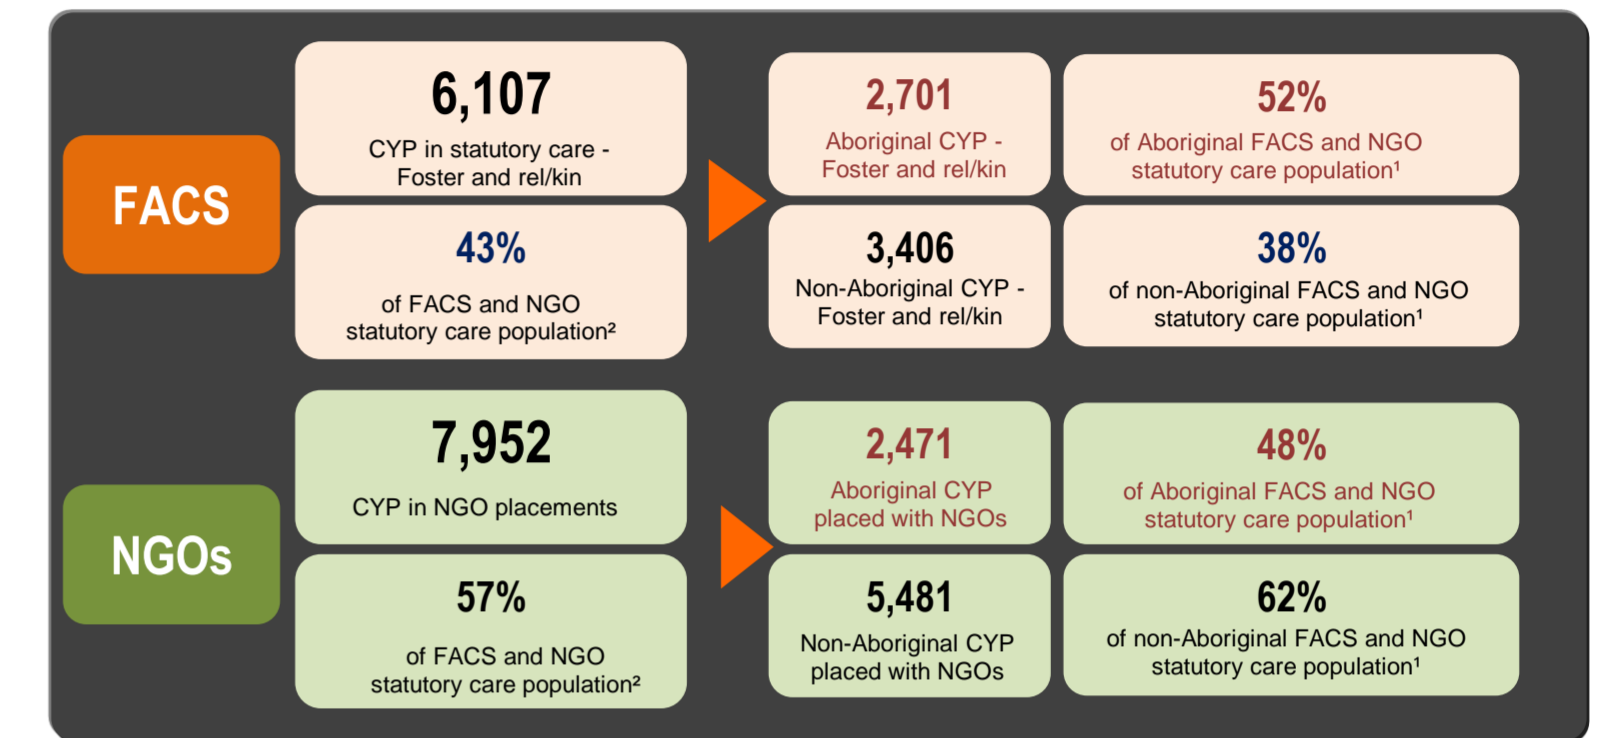 FACS
6,107
CYP in statutory care -
Foster and rel/kin
43%
of FACS and NGO
statutory care population²
2,701
Aboriginal CYP -
Foster and rel/kin
52%
of Aboriginal FACS and NGO
statutory care population¹
3,406
Non-Aboriginal CYP -
Foster and rel/kin
38%
of non-Aboriginal FACS and NGO
statutory care population¹
NGOs
7,952
CYP in NGO placements
57%
of FACS and NGO
statutory care population²
2,471
Aboriginal CYP
placed with NGOs
48%
of Aboriginal FACS and NGO
statutory care population¹
5,481
Non-Aboriginal CYP
placed with NGOs
62%
of non-Aboriginal FACS and NGO
statutory care population¹